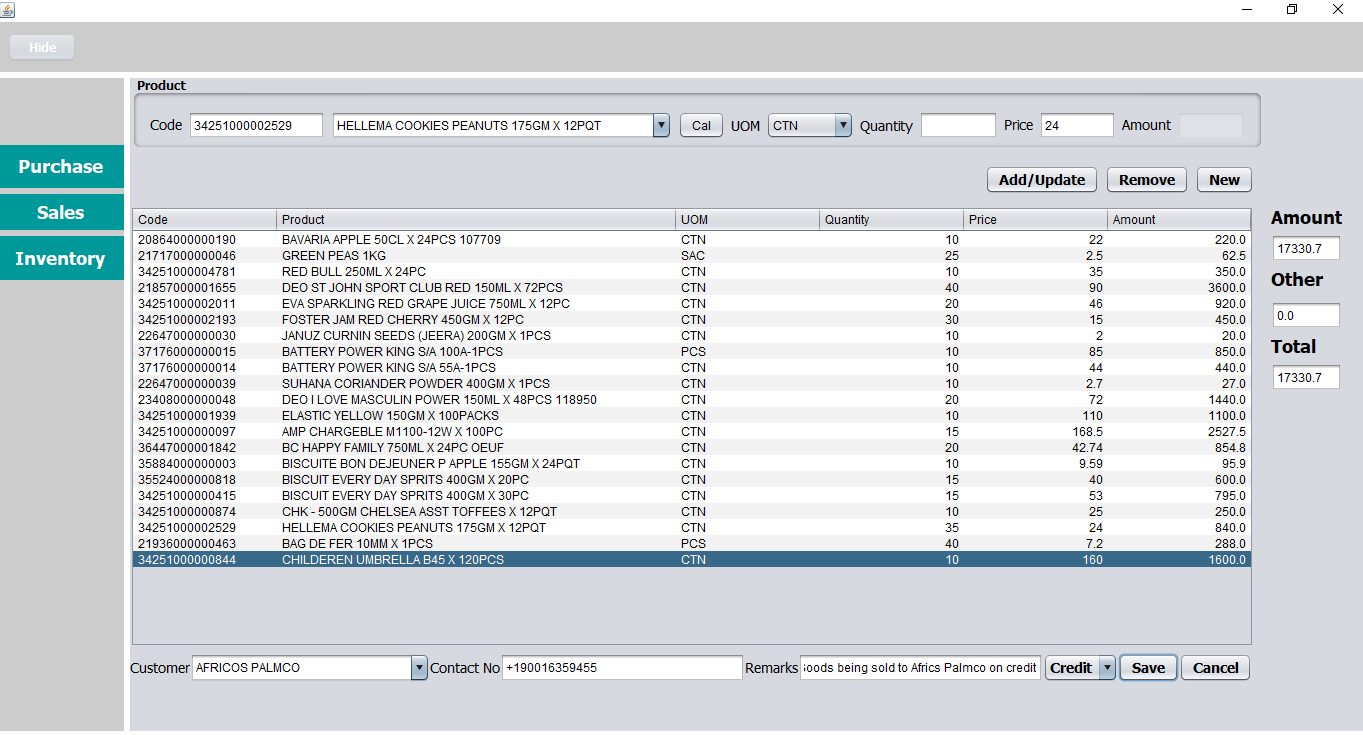 Hide
Product
Code 34251000002529 HELLEMA COOKIES PEANUTS 175GM X 12PQT Cal UOM CTN Quantity Price 24 Amount
Purchase
Sales
Inventory
Add/Update Remove New
Code Product UOM Quantity Price Amount
20864000000190 BAVARIA APPLE 50CL X 24PCS 107709 CTN 10 22 220.0
21717000000046 GREEN PEAS 1KG SAC 25 2.5 62.5
34251000004781 RED BULL 250ML X 24PC CTN 10 35 350.0
21857000001655 DEO ST JOHN SPORT CLUB RED 150ML X 72PCS CTN 40 90 3600.0
34251000002011 EVA SPARKLING RED GRAPE JUICE 750ML X 12PC CTN 20 46 920.0
34251000002193 FOSTER JAM RED CHERRY 450GM X 12PC CTN 30 15 450.0
22647000000030 JANUZ CURNIN SEEDS (JEERA) 200GM X 1PCS CTN 10 2 20.0
37176000000015 BATTERY POWER KING S/A 100A-1PCS PCS 10 85 850.0
37176000000014 BATTERY POWER KING S/A 55A-1PCS CTN 10 44 440.0
22647000000039 SUHANA CORIANDER POWDER 400GM X 1PCS CTN 10 2.7 27.0
23408000000048 DEO I LOVE MASCULIN POWER 150ML X 48PCS 118950 CTN 20 72 1440.0
34251000001939 ELASTIC YELLOW 150GM X 100PACKS CTN 10 110 1100.0
34251000000097 AMP CHARGEBLE M1100-12W X 100PC CTN 15 168.5 2527.5
36447000001842 BC HAPPY FAMILY 750ML X 24PC OEUF CTN 20 42.74 854.8
35884000000003 BISCUITE BON DEJEUNER P APPLE 155GM X 24PQT CTN 10 9.59 95.9
35524000000818 BISCUIT EVERY DAY SPRITS 400GM X 20PC CTN 15 40 600.0
34251000000415 BISCUIT EVERY DAY SPRITS 400GM X 30PC CTN 15 53 795.0
34251000000874 CHK - 500GM CHELSEA ASST TOFFEES X 12PQT CTN 10 25 250.0
34251000002529 HELLEMA COOKIES PEANUTS 175GM X 12PQT CTN 35 24 840.0
21936000000463 BAG DE FER 10MM X 1PCS PCS 40 7.2 288.0
34251000000844 CHILDEREN UMBRELLA B45 X 120PCS CTN 10 160 1600.0
Amount
17330.7
Other
0.0
Total
17330.7
Customer AFRICOS PALMCO Contact No +190016359455 Remarks oods being sold to Africs Palmco on credit Credit Save Cancel